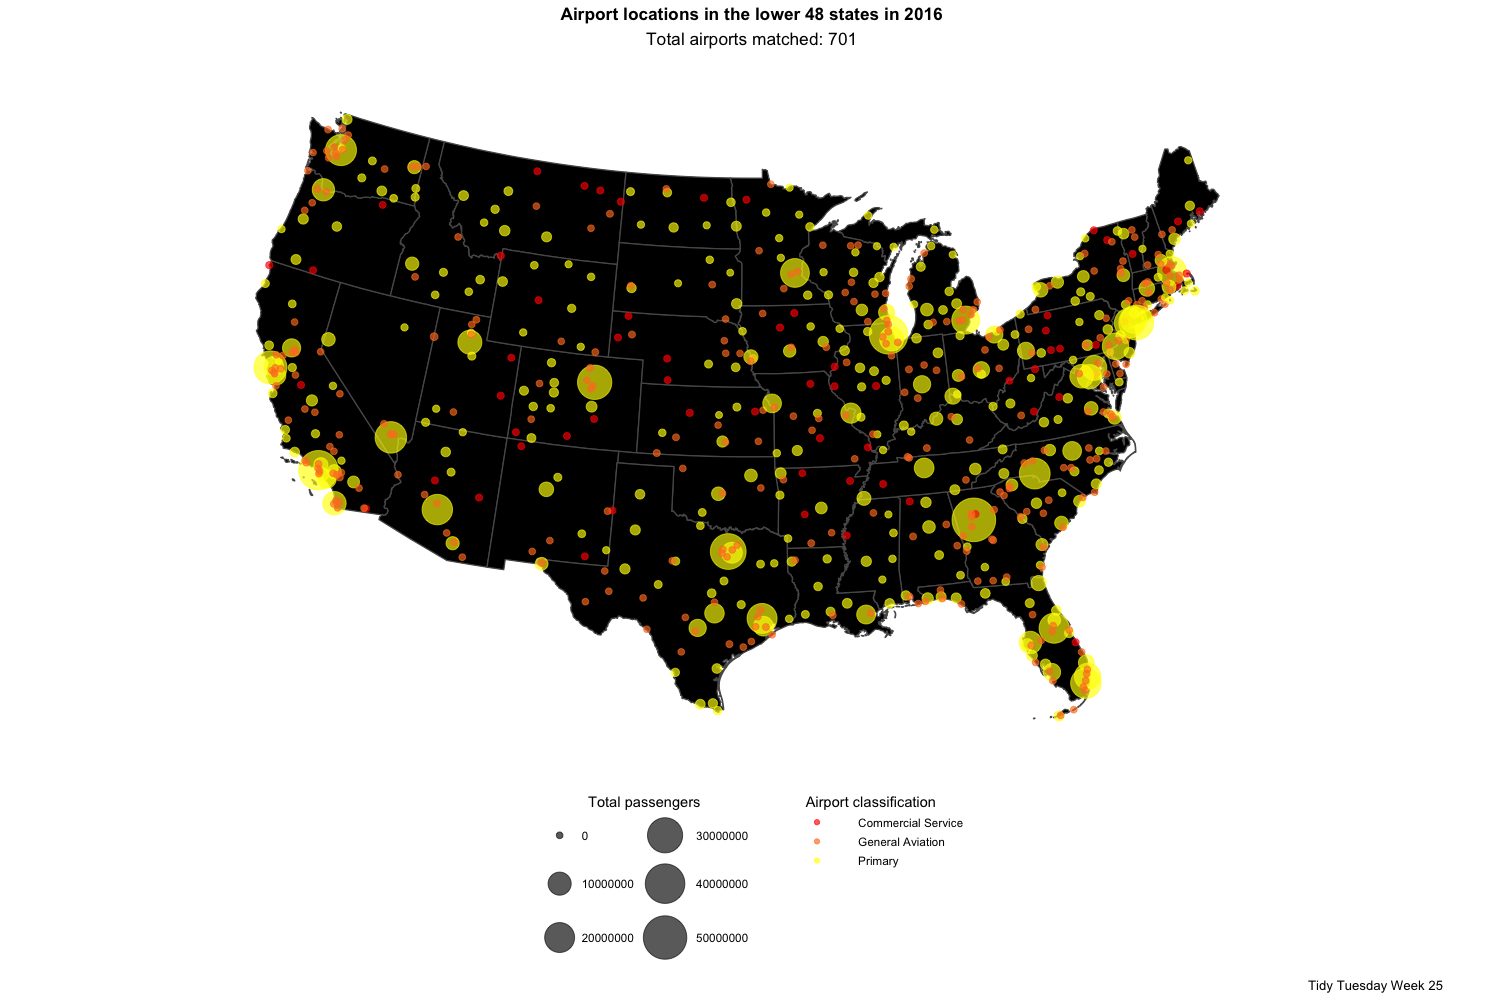 Airport locations in the lower 48 states in 2016
Total airports matched: 701
Total passengers
0
30000000
10000000
40000000
20000000
50000000
Airport classification
Commercial Service
General Aviation
Primary
Tidy Tuesday Week 25